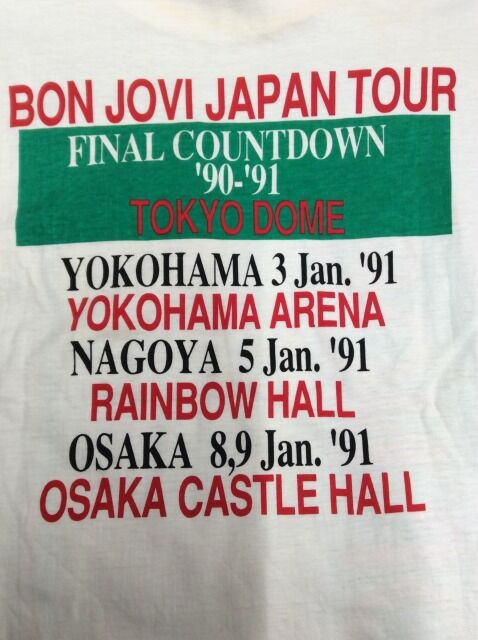 BON JOVI JAPAN TOUR
FINAL COUNTDOWN
'90-'91
TOKYO DOME
YOKOHAMA 3 Jan. '91
YOKOHAMA ARENA
NAGOYA 5 Jan. '91
RAINBOW HALL
OSAKA 8,9 Jan. '91
OSAKA CASTLE HALL